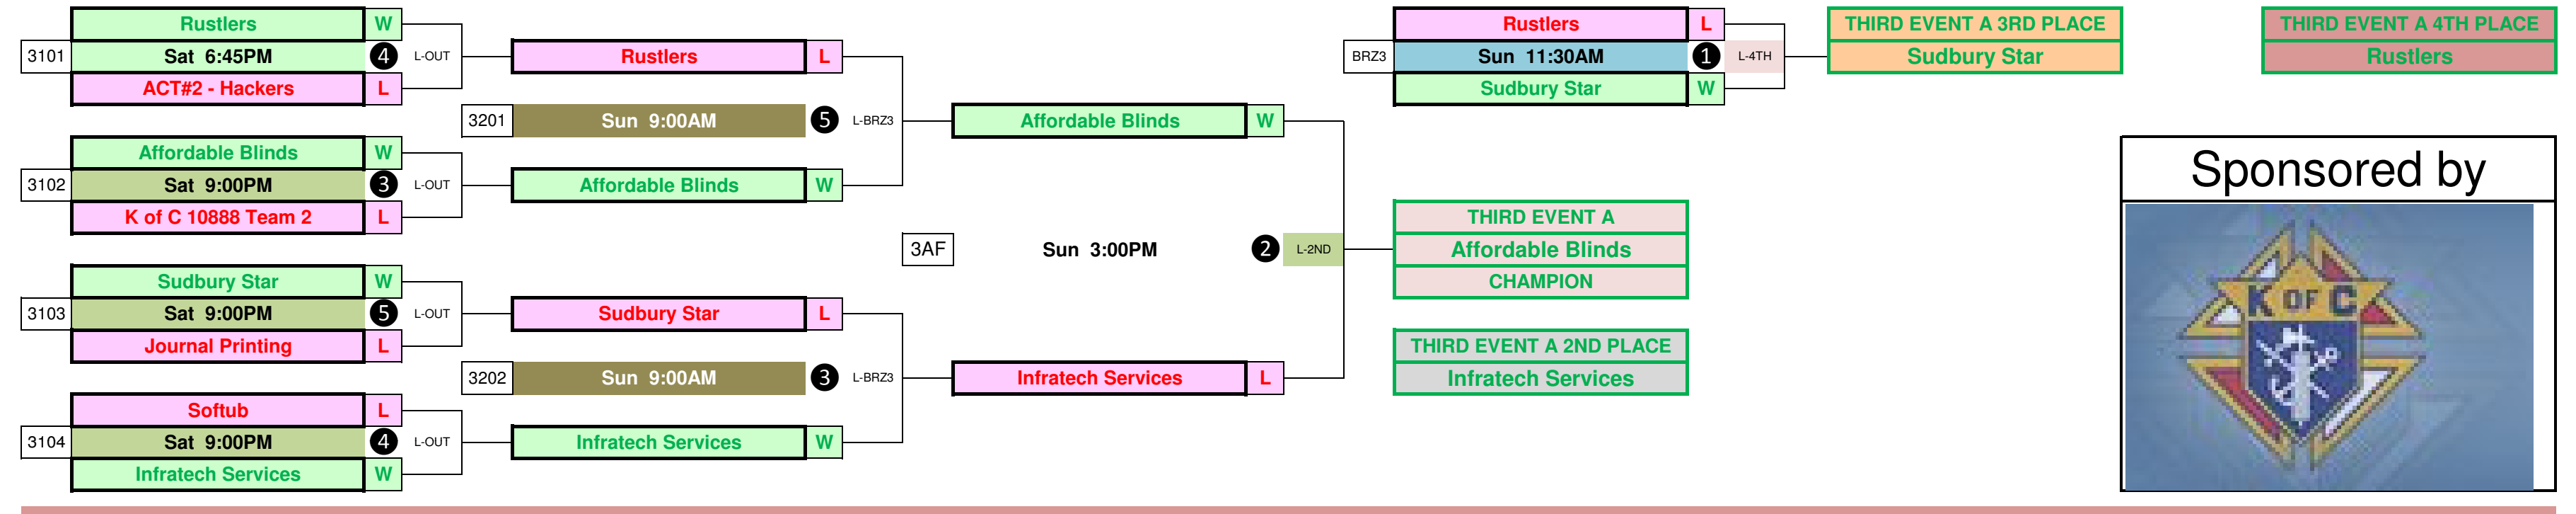 Rustlers W
3101 Sat 6:45PM 4 L-OUT
ACT#2 - Hackers L
Rustlers L
3201 Sun 9:00AM 5 L-BRZ3
Affordable Blinds W
3102 Sat 9:00PM 3 L-OUT
K of C 10888 Team 2 L
Affordable Blinds W
Affordable Blinds W
3AF Sun 3:00PM 2 L-2ND
Sudbury Star W
3103 Sat 9:00PM 5 L-OUT
Journal Printing L
Sudbury Star L
3202 Sun 9:00AM 3 L-BRZ3
Softub L
3104 Sat 9:00PM 4 L-OUT
Infratech Services W
Infratech Services W
Infratech Services L
Rustlers L
BRZ3 Sun 11:30AM 1 L-4TH
Sudbury Star W
THIRD EVENT A 3RD PLACE
Sudbury Star
THIRD EVENT A 4TH PLACE
Rustlers
THIRD EVENT A
Affordable Blinds
CHAMPION
THIRD EVENT A 2ND PLACE
Infratech Services
Sponsored by
K OF C